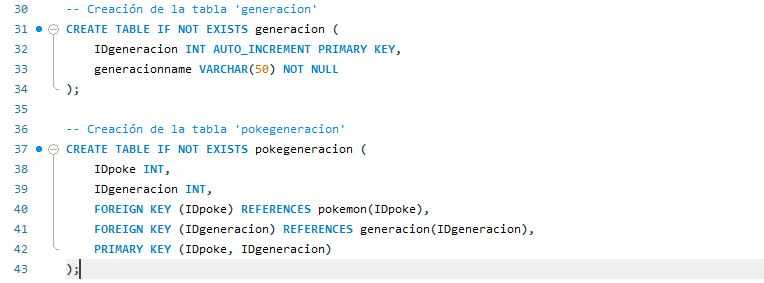 30 -- Creación de la tabla 'generacion'
31 CREATE TABLE IF NOT EXISTS generacion (
32 IDgeneracion INT AUTO_INCREMENT PRIMARY KEY,
33 generacionname VARCHAR(50) NOT NULL
34 );
35
36 -- Creación de la tabla 'pokegeneracion'
37 CREATE TABLE IF NOT EXISTS pokegeneracion (
38 IDpoke INT,
39 IDgeneracion INT,
40 FOREIGN KEY (IDpoke) REFERENCES pokemon(IDpoke),
41 FOREIGN KEY (IDgeneracion) REFERENCES generacion(IDgeneracion),
42 PRIMARY KEY (IDpoke, IDgeneracion)
43 );